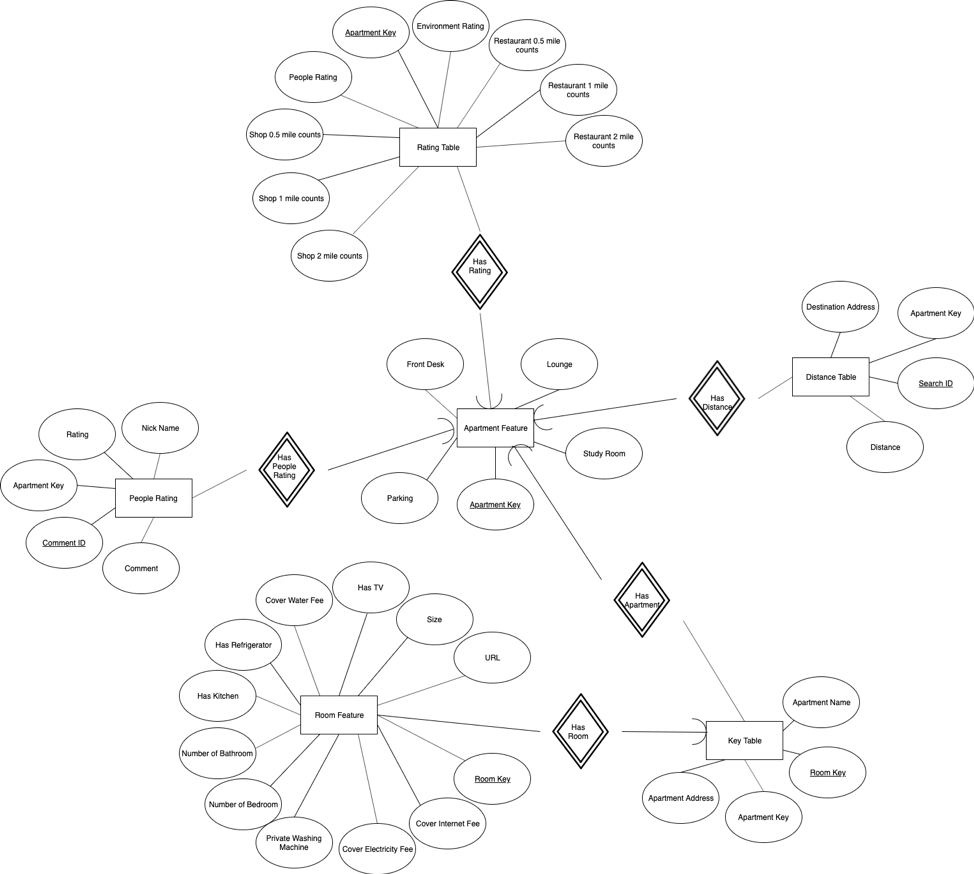 Environment Rating
Apartment Key
Restaurant 0.5 mile
counts
People Rating
Restaurant 1 mile
counts
Shop 0.5 mile counts
Rating Table
Restaurant 2 mile
counts
Shop 1 mile counts
Shop 2 mile counts
Has
Rating
Destination Address
Apartment Key
Front Desk
Lounge
Distance Table
Search ID
Has
Distance
Rating
Nick Name
Apartment Feature
Distance
Has
People
Rating
Study Room
Apartment Key
People Rating
Parking
Apartment Key
Comment ID
Comment
Has TV
Cover Water Fee
Has
Apartment
Size
Has Refrigerator
URL
Has Kitchen
Apartment Name
Room Feature
Has
Room
Key Table
Number of Bathroom
Room Key
Room Key
Apartment Address
Number of Bedroom
Apartment Key
Cover Internet Fee
Private Washing
Machine
Cover Electricity Fee